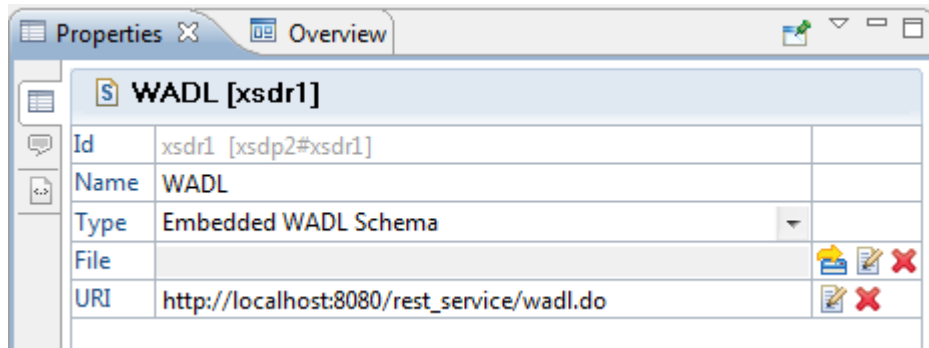 Properties Overview
WADL [xsdr1]
Id xsdr1 [xsdp2#xsdr1]
Name WADL
Type Embedded WADL Schema
File
URI http://localhost:8080/rest_service/wadl.do